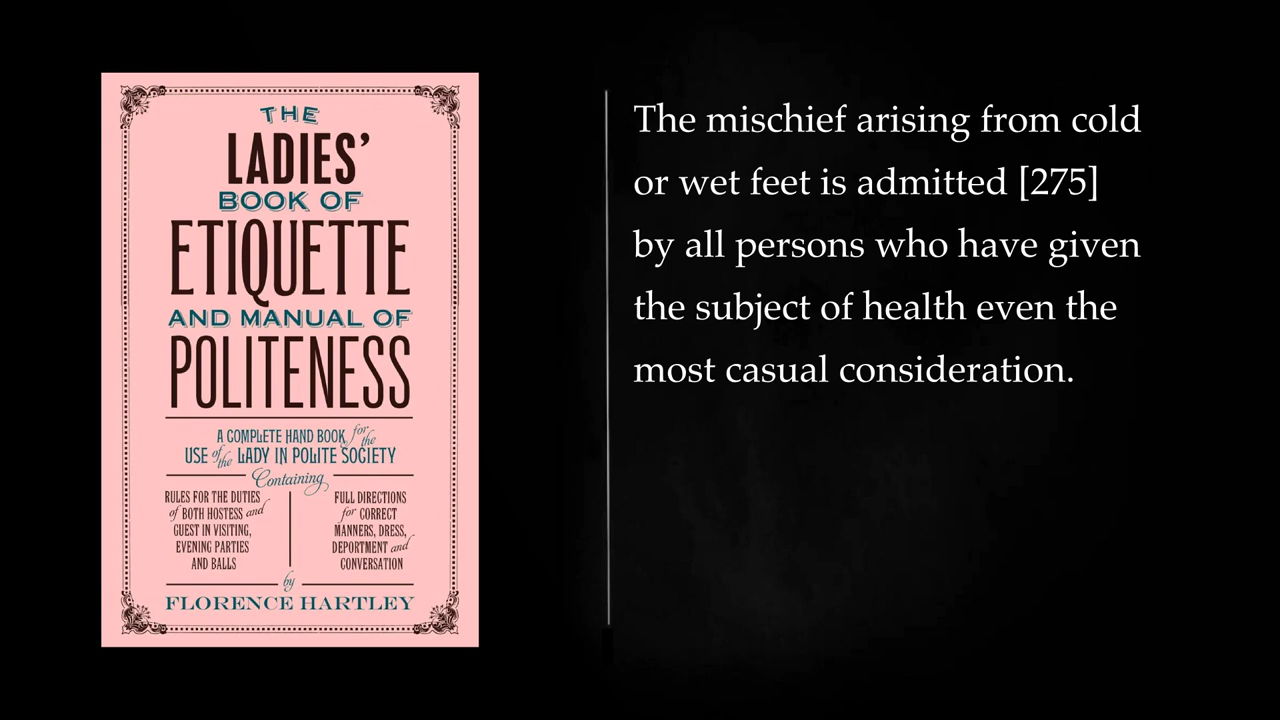 THE
LADIES'
BOOK OF
ETIQUETTE
AND MANUAL OF
POLITENESS
A COMPLETE HAND BOOK for the
USE of the LADY IN POLITE SOCIETY
Containing
RULES FOR THE DUTIES
of BOTH HOSTESS and
GUEST IN VISITING,
EVENING PARTIES
AND BALLS
FULL DIRECTIONS
for CORRECT
MANNERS, DRESS,
DEPORTMENT and
CONVERSATION
by
FLORENCE HARTLEY
The mischief arising from cold
or wet feet is admitted [275]
by all persons who have given
the subject of health even the
most casual consideration.